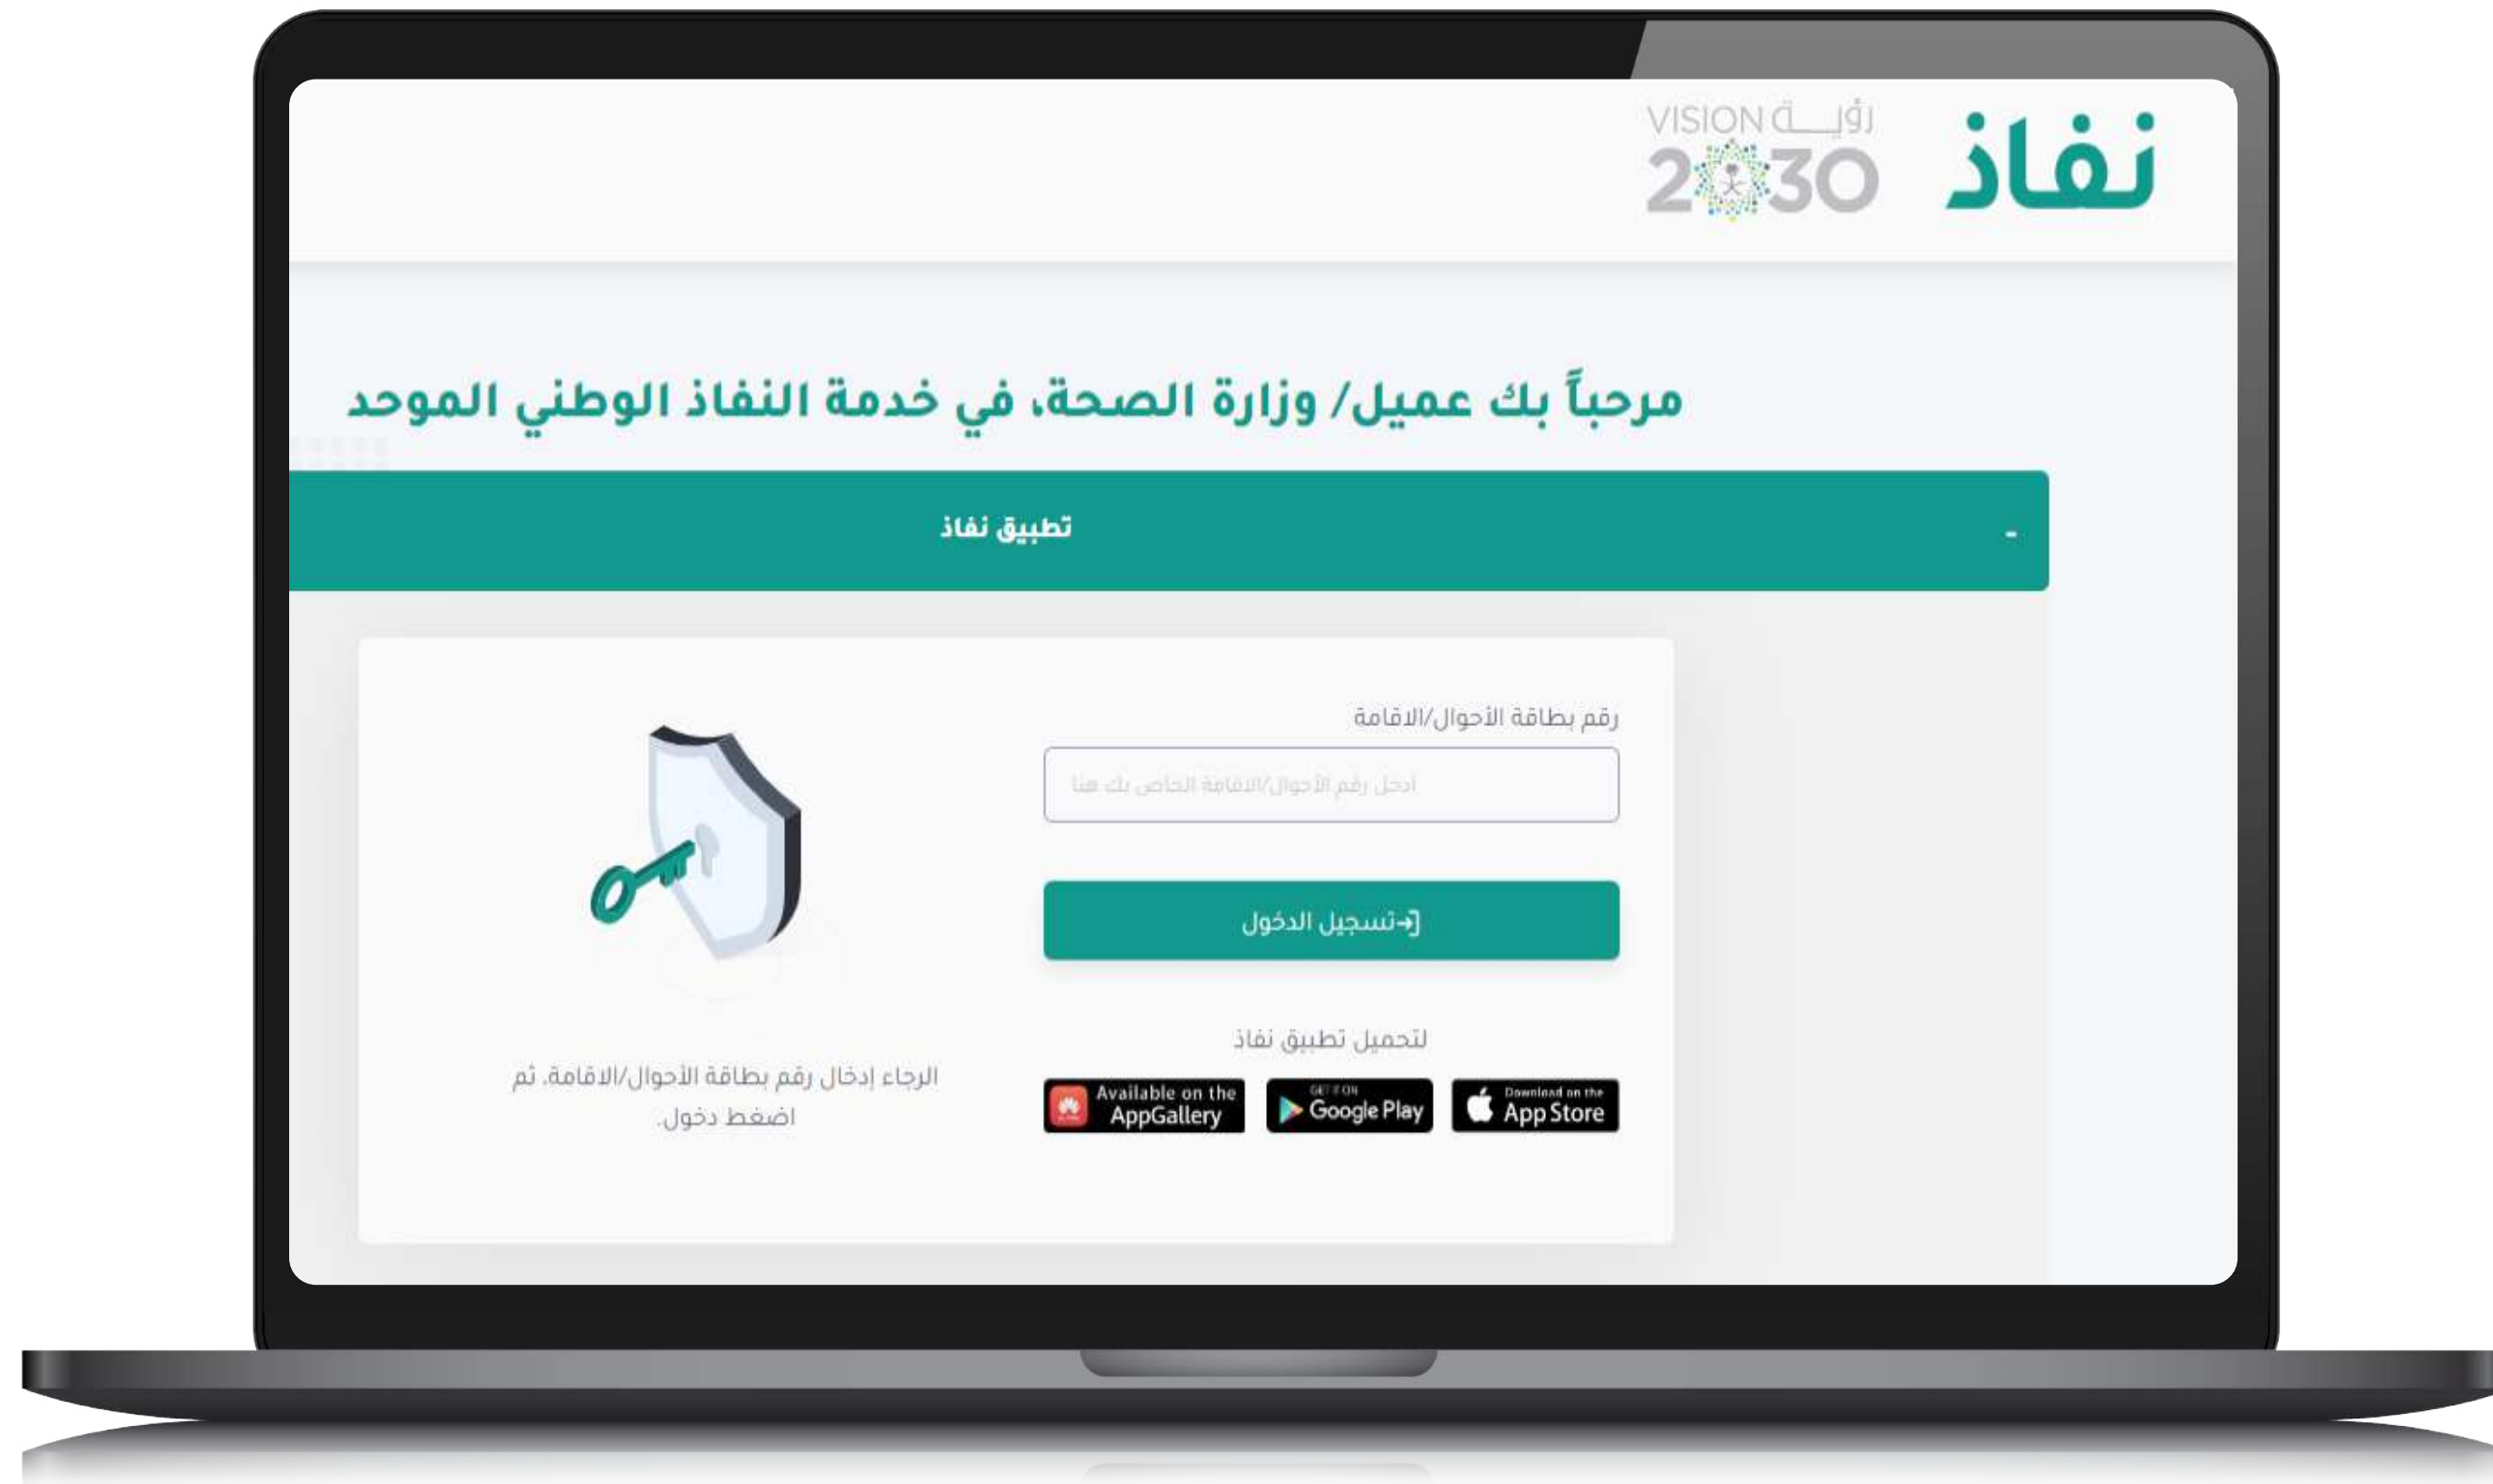 نفاذ
رؤيـــة VISION
2030
مرحباً بك عميل/ وزارة الصحة، في خدمة النفاذ الوطني الموحد
- تطبيق نفاذ
رقم بطاقة الأحوال/الاقامة
أدخل رقم الأحوال/الاقامة الخاص بك هنا
تسجيل الدخول
لتحميل تطبيق نفاذ
Download on the
App Store
GET IT ON
Google Play
Available on the
AppGallery
الرجاء إدخال رقم بطاقة الأحوال/الاقامة، ثم
اضغط دخول.